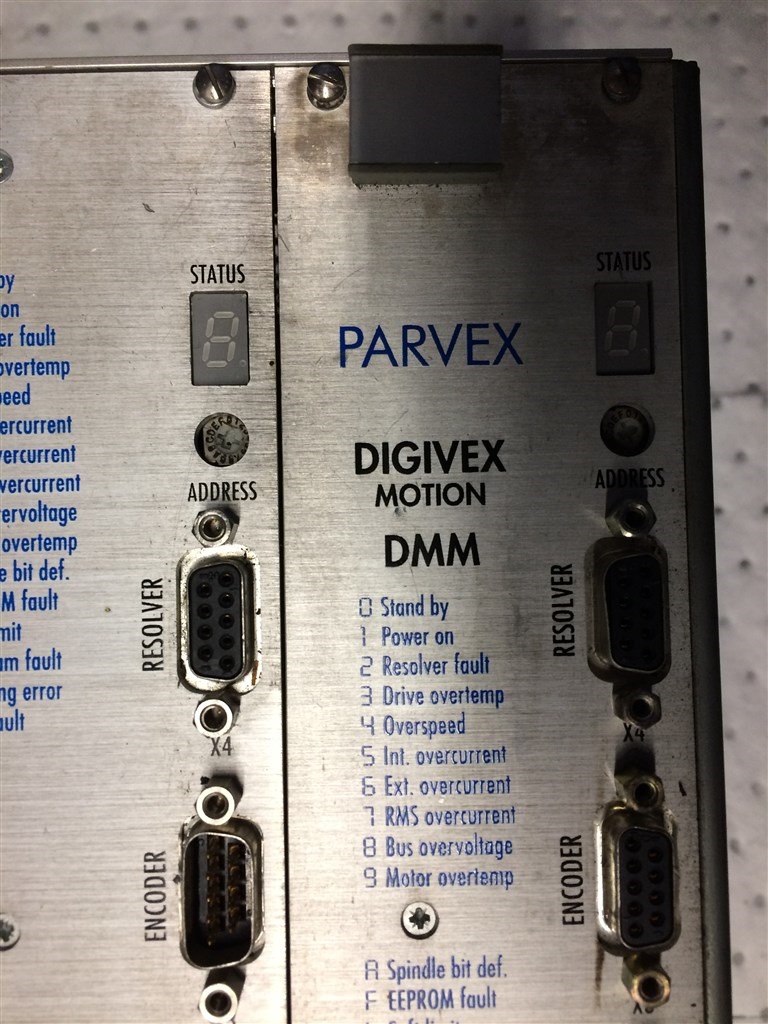 STATUS
by
on
er fault
overtemp
peed
ercurrent
vercurrent
vercurrent
ervoltage
overtemp
e bit def.
M fault
mit
am fault
ng error
ault
ADDRESS
RESOLVER
X4
ENCODER
PARVEX
DIGIVEX
MOTION
DMM
0 Stand by
1 Power on
2 Resolver fault
3 Drive overtemp
4 Overspeed
5 Int. overcurrent
6 Ext. overcurrent
7 RMS overcurrent
8 Bus overvoltage
9 Motor overtemp
A Spindle bit def.
F EEPROM fault
STATUS
ADDRESS
RESOLVER
X4
ENCODER